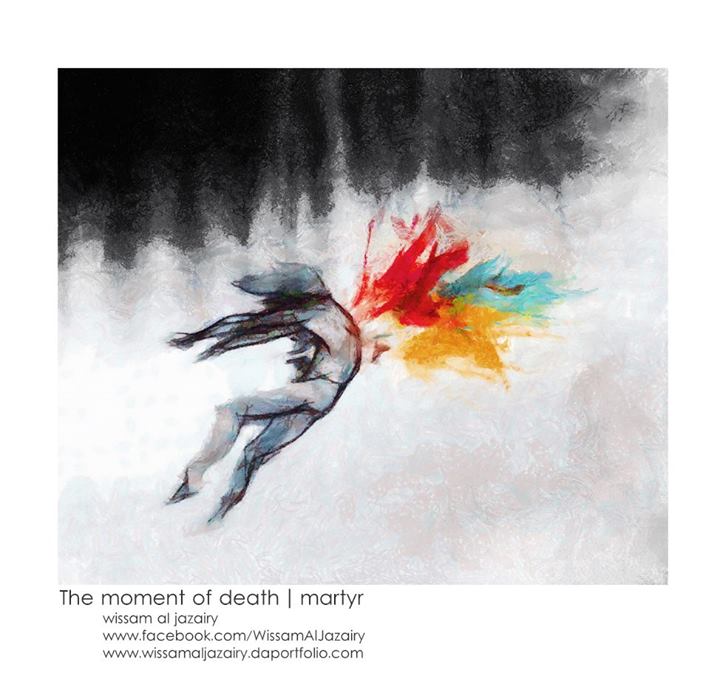 The moment of death | martyr
wissam al jazairy
www.facebook.com/WissamAlJazairy
www.wissamaljazairy.daportfolio.com